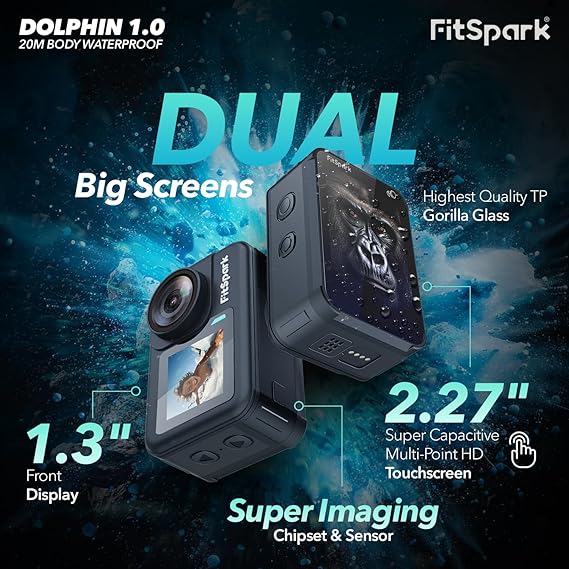 DOLPHIN 1.0
20M BODY WATERPROOF
FitSpark®
DUAL
Big Screens
FitSpark
Highest Quality TP
Gorilla Glass
FitSpark
1.3"
Front
Display
2.27"
Super Capacitive
Multi-Point HD
Touchscreen
Super Imaging
Chipset & Sensor